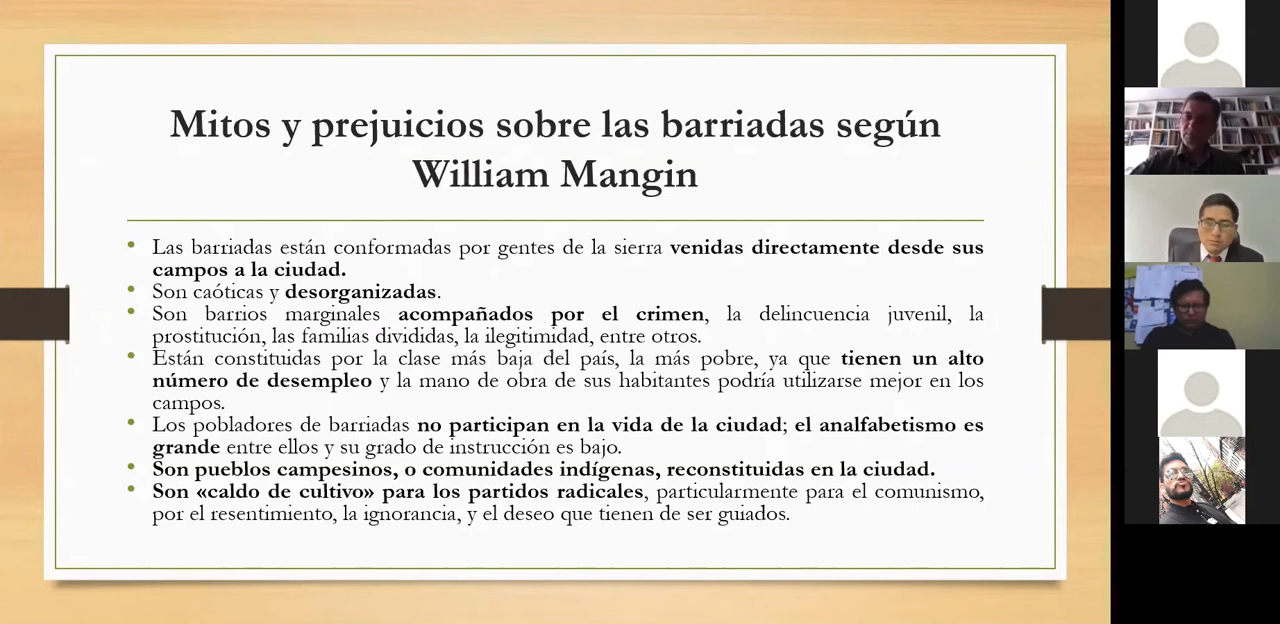 Mitos y prejuicios sobre las barriadas según
William Mangin
• Las barriadas están conformadas por gentes de la sierra venidas directamente desde sus
campos a la ciudad.
• Son caóticas y desorganizadas.
• Son barrios marginales acompañados por el crimen, la delincuencia juvenil, la
prostitución, las familias divididas, la ilegitimidad, entre otros.
• Están constituidas por la clase más baja del país, la más pobre, ya que tienen un alto
número de desempleo y la mano de obra de sus habitantes podría utilizarse mejor en los
campos.
• Los pobladores de barriadas no participan en la vida de la ciudad; el analfabetismo es
grande entre ellos y su grado de instrucción es bajo.
• Son pueblos campesinos, o comunidades indígenas, reconstituidas en la ciudad.
• Son «caldo de cultivo» para los partidos radicales, particularmente para el comunismo,
por el resentimiento, la ignorancia, y el deseo que tienen de ser guiados.